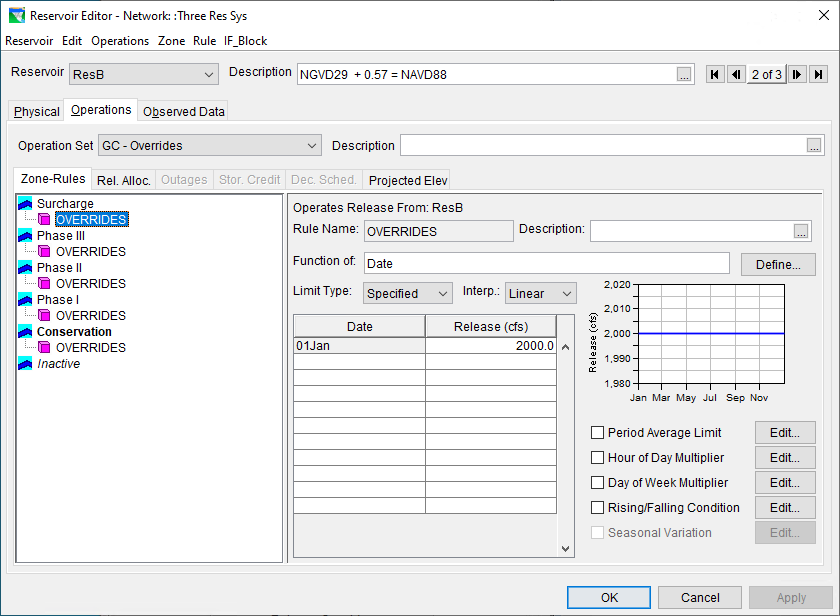 Reservoir Editor - Network: :Three Res Sys
Reservoir Edit Operations Zone Rule IF_Block
Reservoir ResB Description NGVD29 + 0.57 = NAVD88 ... 2 of 3
Physical Operations Observed Data
Operation Set GC - Overrides Description ...
Zone-Rules Rel. Alloc. Outages Stor. Credit Dec. Sched. Projected Elev
Surcharge
OVERRIDES
Phase III
OVERRIDES
Phase II
OVERRIDES
Phase I
OVERRIDES
Conservation
OVERRIDES
Inactive
Operates Release From: ResB
Rule Name: OVERRIDES Description: ...
Function of: Date Define...
Limit Type: Specified Interp.: Linear
Date Release (cfs)
01Jan 2000.0
Release (cfs)
2,020
2,010
2,000
1,990
1,980
Jan Mar May Jul Sep Nov
Period Average Limit Edit...
Hour of Day Multiplier Edit...
Day of Week Multiplier Edit...
Rising/Falling Condition Edit...
Seasonal Variation Edit...
OK Cancel Apply